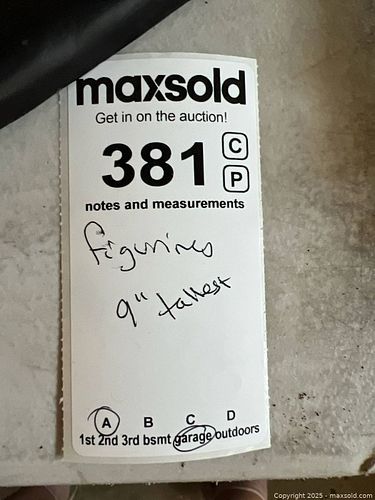 maxsold
Get in on the auction!
381
C
P
notes and measurements
figurines
9" tallest
A B C D
1st 2nd 3rd bsmt garage outdoors
Copyright 2025 - maxsold.com